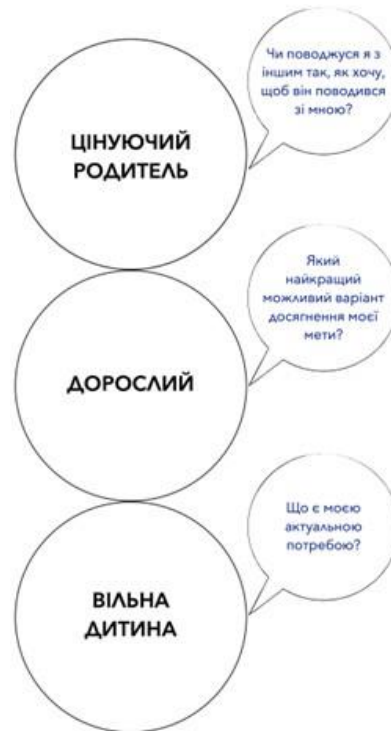 Чи поводжуся я з
іншим так, як хочу,
щоб він поводився
зі мною?
ЦІНУЮЧИЙ
РОДИТЕЛЬ
Який
найкращий
можливий варіант
досягнення моєї
мети?
ДОРОСЛИЙ
Що є моєю
актуальною
потребою?
ВІЛЬНА
ДИТИНА